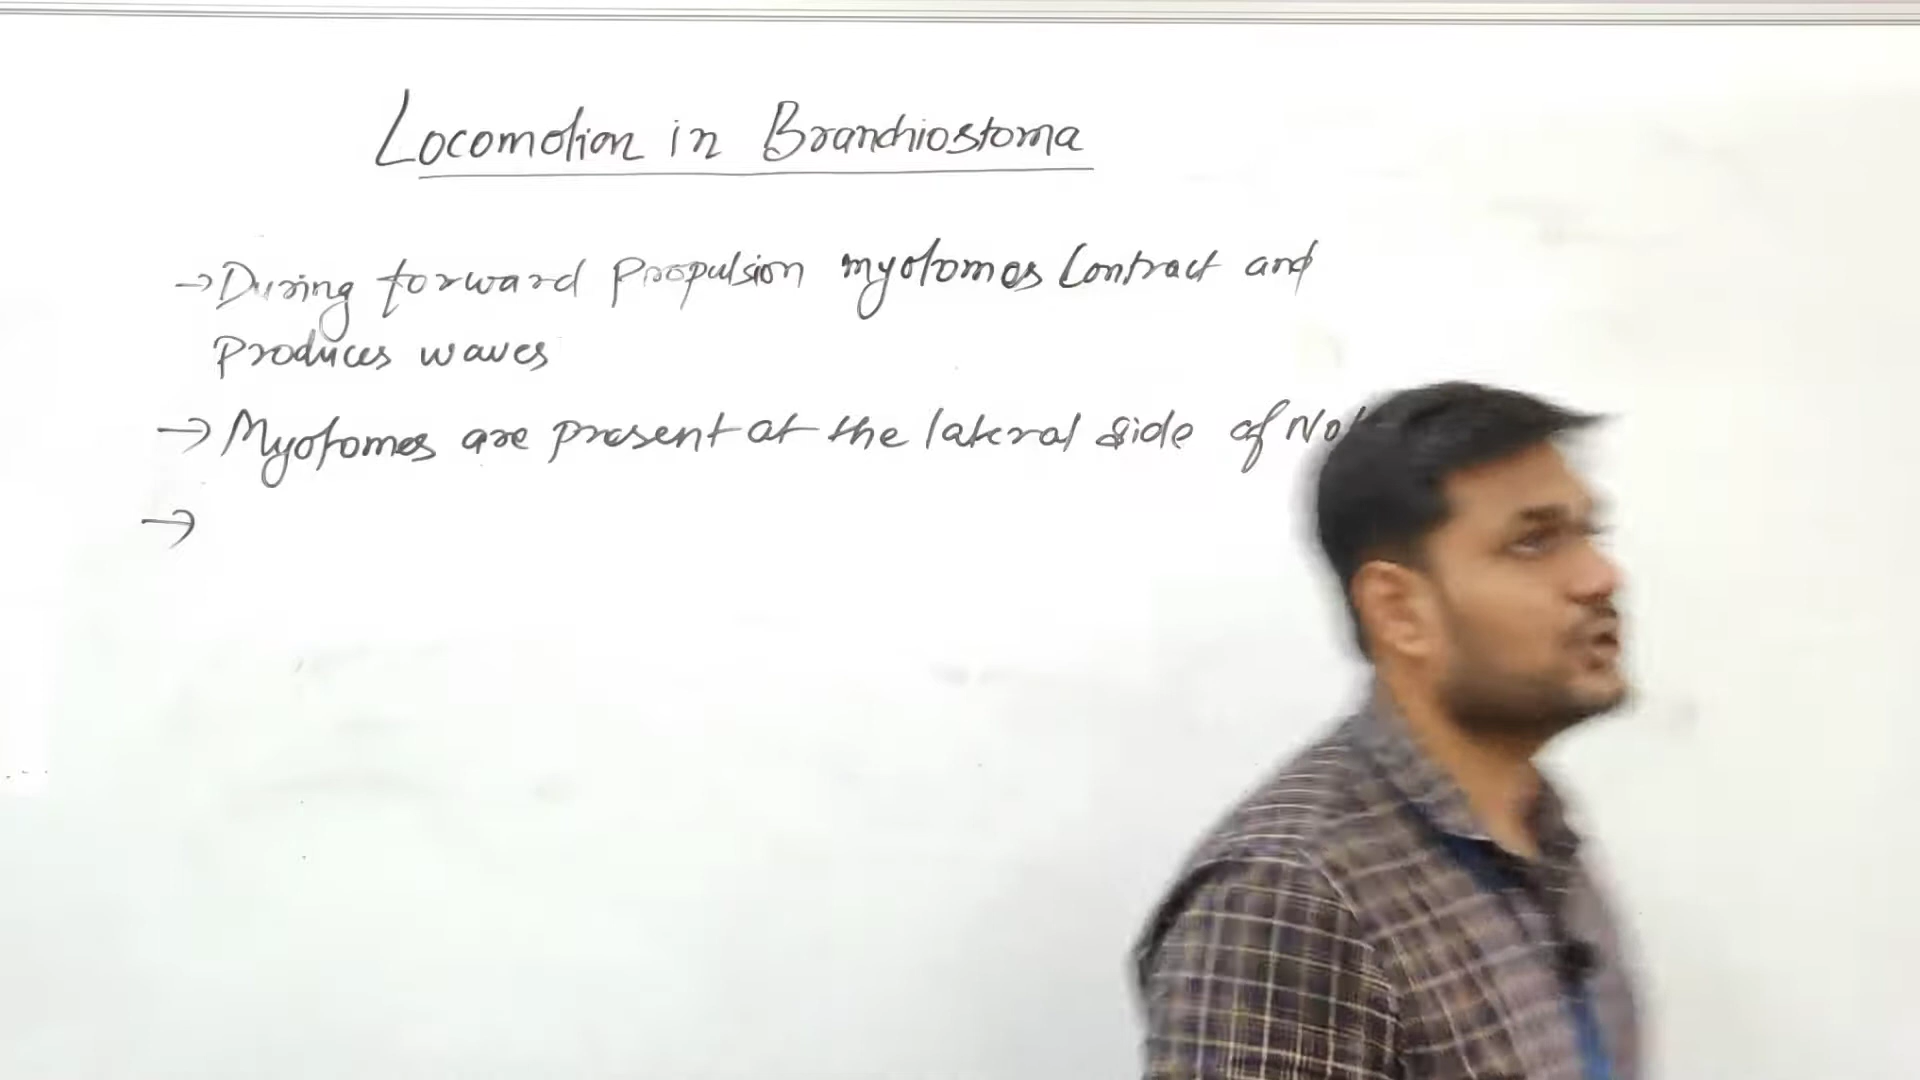 Locomotion in Branchiostoma
→ During forward Propulsion myotomes Contract and
Produces waves
→ Myotomes are present at the lateral side of
→